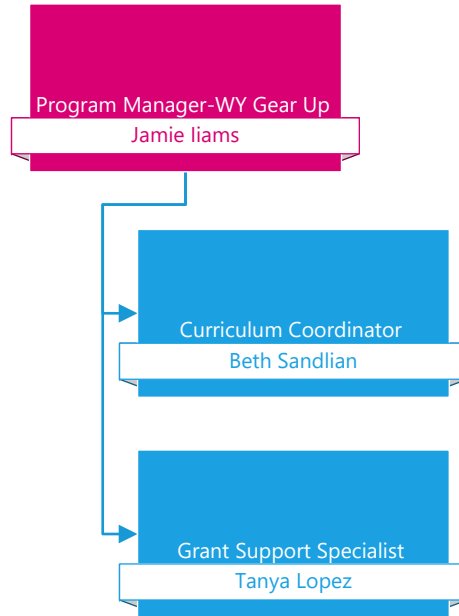 Program Manager-WY Gear Up
Jamie Iiams
Curriculum Coordinator
Beth Sandlian
Grant Support Specialist
Tanya Lopez